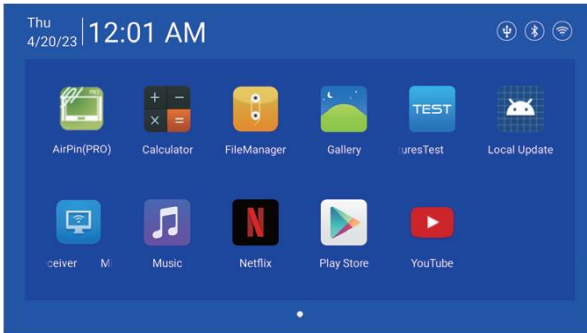 Thu
4/20/23
12:01 AM
PRO
TEST
AirPin(PRO)
Calculator
FileManager
Gallery
uresTest
Local Update
ceiver M
Music
Netflix
Play Store
YouTube